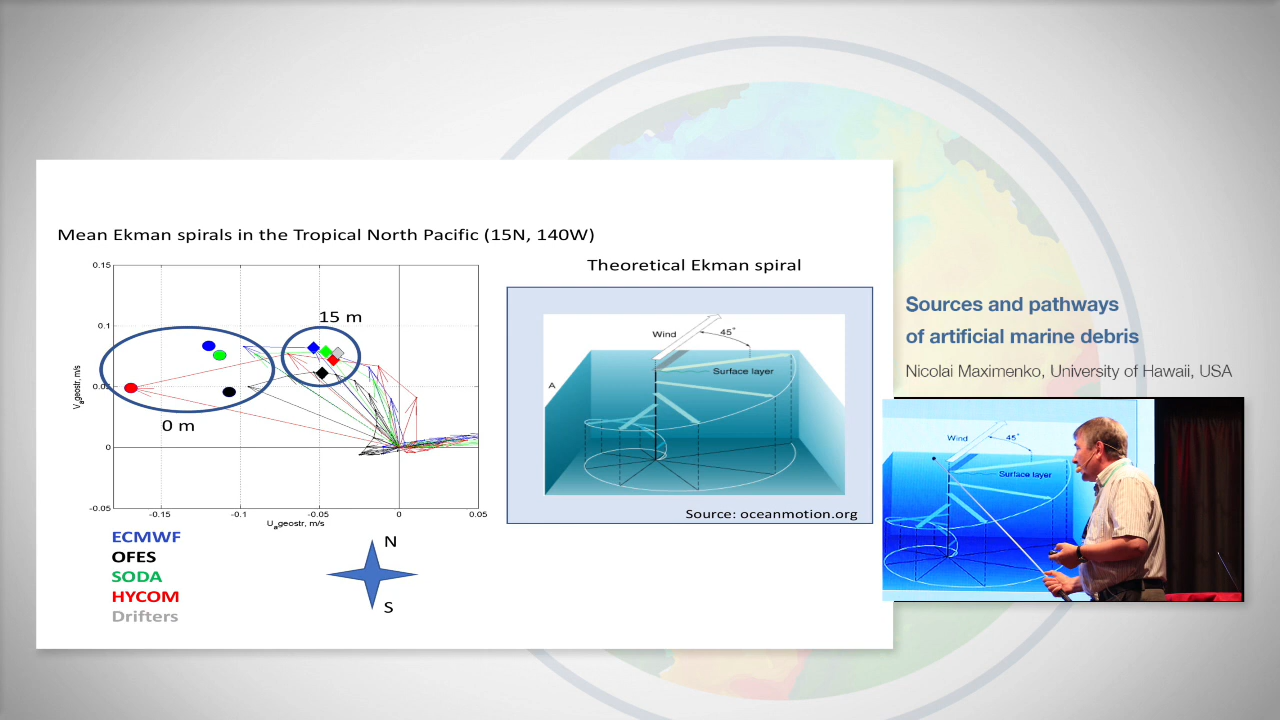 Mean Ekman spirals in the Tropical North Pacific (15N, 140W)
Theoretical Ekman spiral
0.15
0.1
0.05
0
-0.05
-0.15
-0.1
-0.05
0
0.05
V_ageostr, m/s
U_ageostr, m/s
15 m
0 m
Wind
45°
Surface layer
A
Source: oceanmotion.org
ECMWF
OFES
SODA
HYCOM
Drifters
N
S
Sources and pathways
of artificial marine debris
Nicolai Maximenko, University of Hawaii, USA
Wind
45°
Surface layer